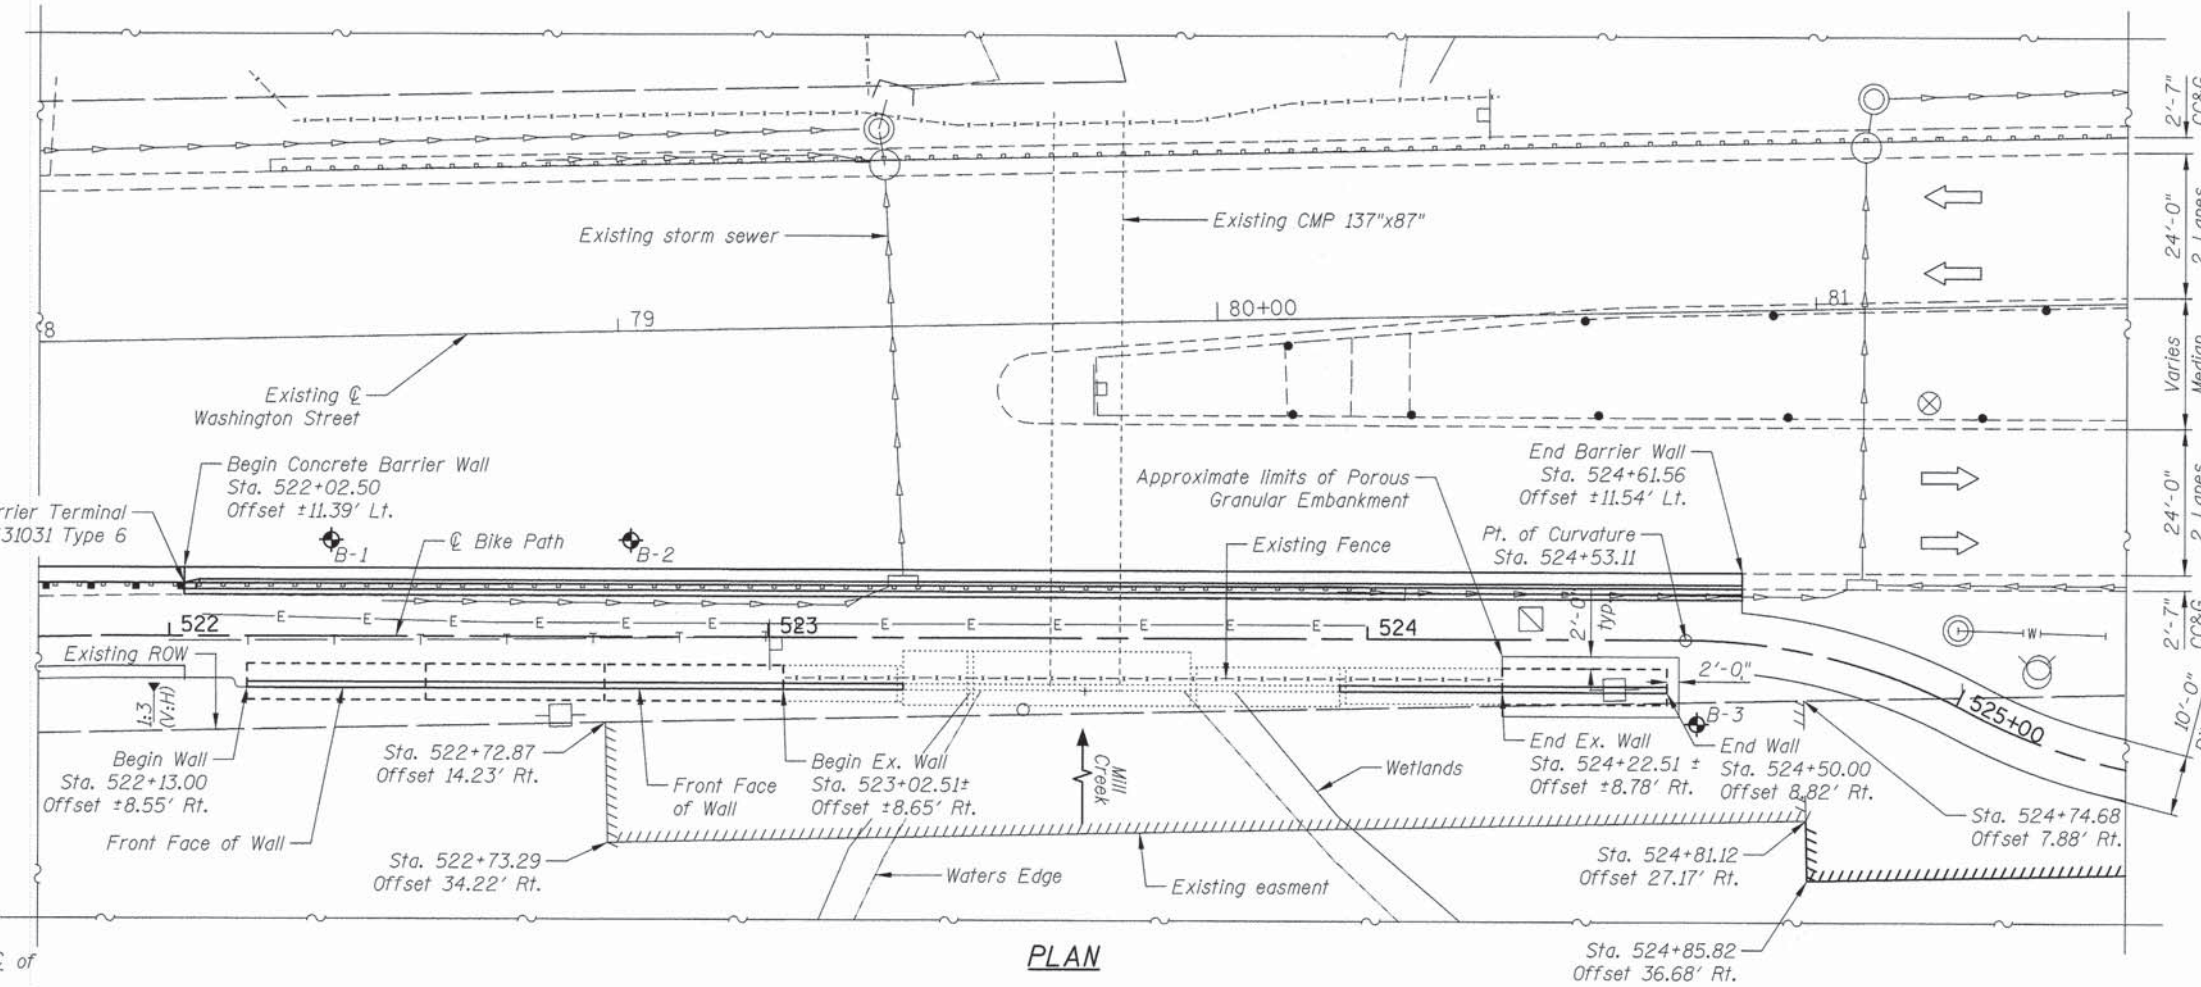 2'-7"
CC&G
24'-0"
2 Lanes
Varies
Median
24'-0"
2 Lanes
2'-7"
CC&G
10'-0"
Existing storm sewer
Existing CMP 137"x87"
8
79
80+00
81
Existing ℄
Washington Street
Begin Concrete Barrier Wall
Sta. 522+02.50
Offset ±11.39' Lt.
Terminal
Type 6
B-1
℄ Bike Path
B-2
Existing Fence
Approximate limits of Porous
Granular Embankment
End Barrier Wall
Sta. 524+61.56
Offset ±11.54' Lt.
Pt. of Curvature
Sta. 524+53.11
2'-0"
typ.
E E E E E E E E E E E E
T T T T T T T
522
523
524
525+00
W
Existing ROW
1:3
(V:H)
2'-0"
B-3
Begin Wall
Sta. 522+13.00
Offset ±8.55' Rt.
Front Face of Wall
Sta. 522+72.87
Offset 14.23' Rt.
Front Face
of Wall
Begin Ex. Wall
Sta. 523+02.51±
Offset ±8.65' Rt.
Mill
Creek
Wetlands
End Ex. Wall
Sta. 524+22.51 ±
Offset ±8.78' Rt.
End Wall
Sta. 524+50.00
Offset 8.82' Rt.
Sta. 524+74.68
Offset 7.88' Rt.
Sta. 522+73.29
Offset 34.22' Rt.
Waters Edge
Existing easment
Sta. 524+81.12
Offset 27.17' Rt.
Sta. 524+85.82
Offset 36.68' Rt.
℄ of
PLAN